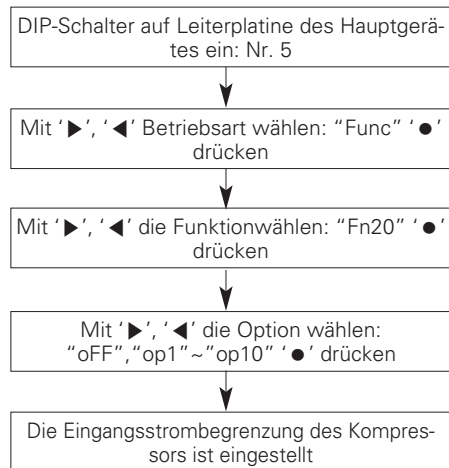 DIP-Schalter auf Leiterplatine des Hauptgerä-
tes ein: Nr. 5
Mit ‘▶’, ‘◀’ Betriebsart wählen: “Func” ‘●’
drücken
Mit ‘▶’, ‘◀’ die Funktionwählen: “Fn20” ‘●’
drücken
Mit ‘▶’, ‘◀’ die Option wählen:
“oFF”,“op1”~“op10” ‘●’ drücken
Die Eingangsstrombegrenzung des Kompres-
sors ist eingestellt